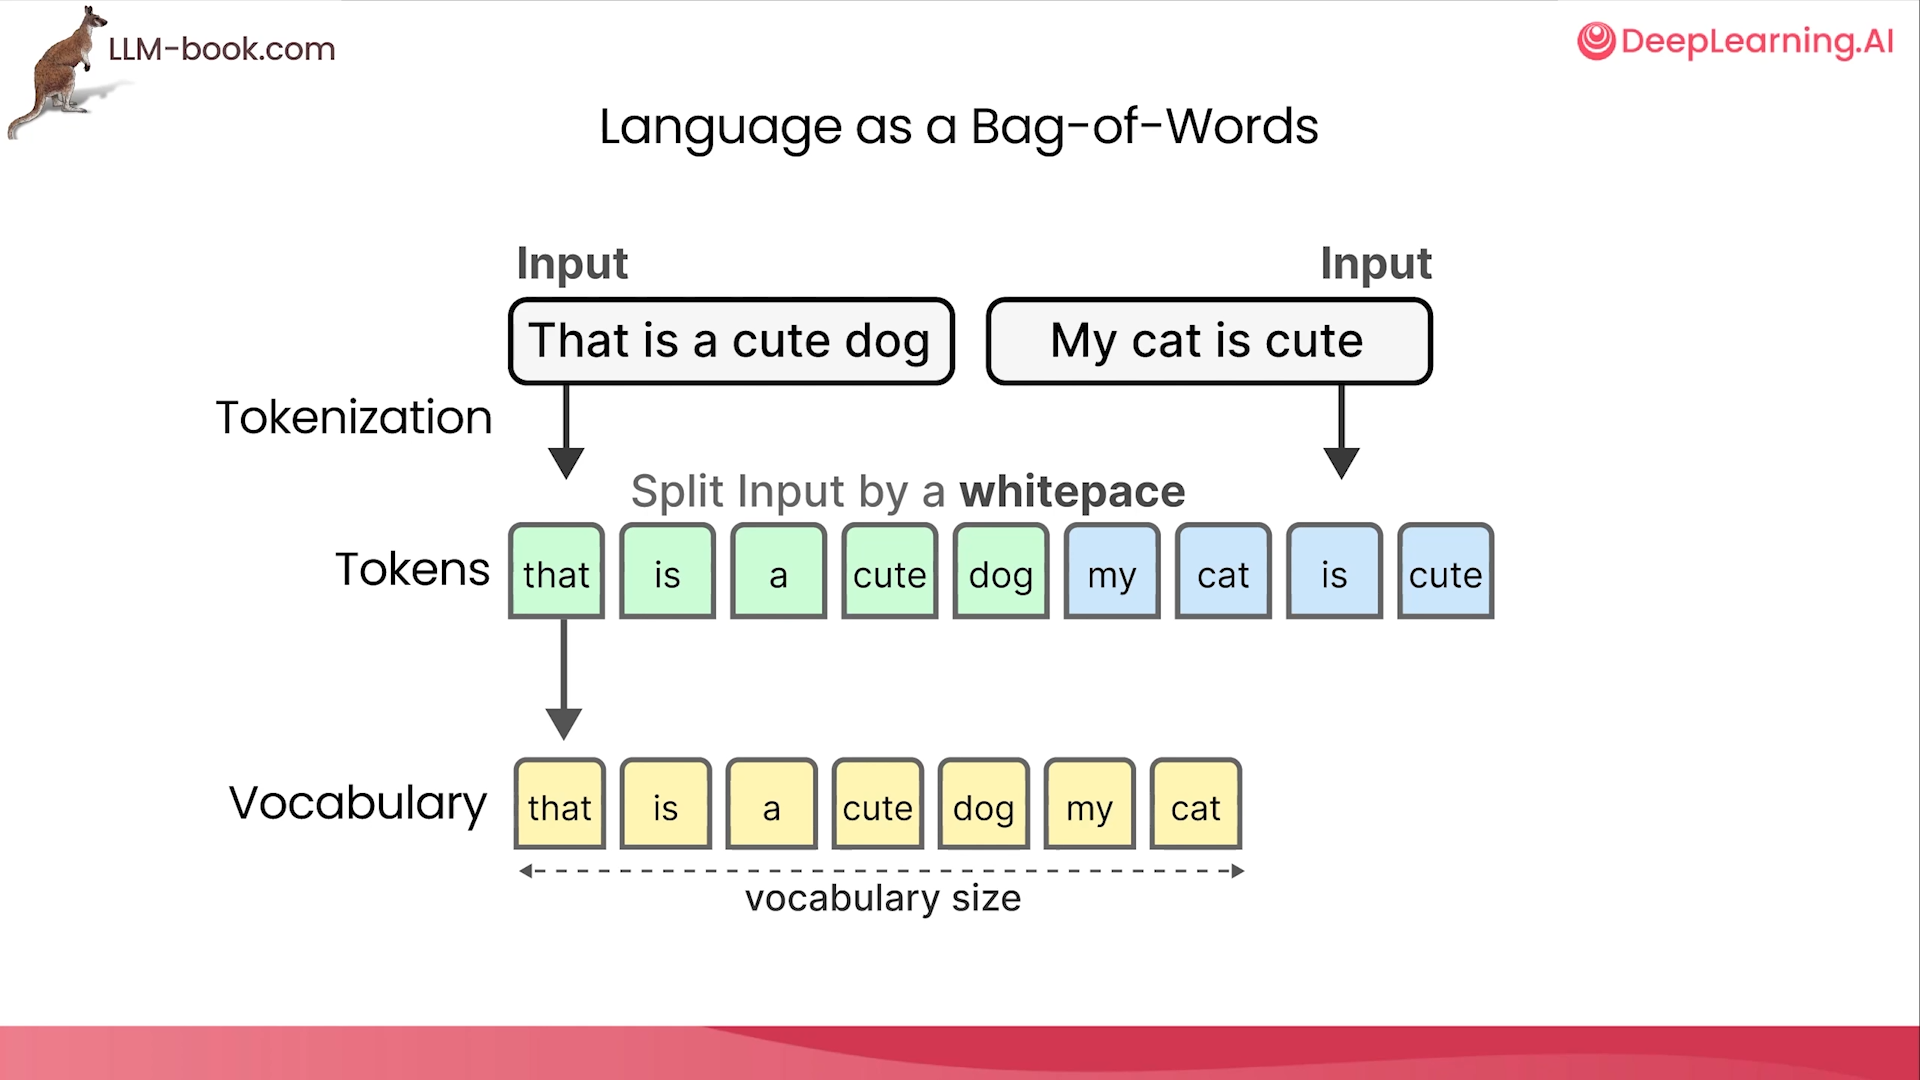 LLM-book.com
DeepLearning.AI
Language as a Bag-of-Words
Input
Input
That is a cute dog
My cat is cute
Tokenization
Split Input by a whitepace
Tokens
that is a cute dog my cat is cute
Vocabulary
that is a cute dog my cat
vocabulary size